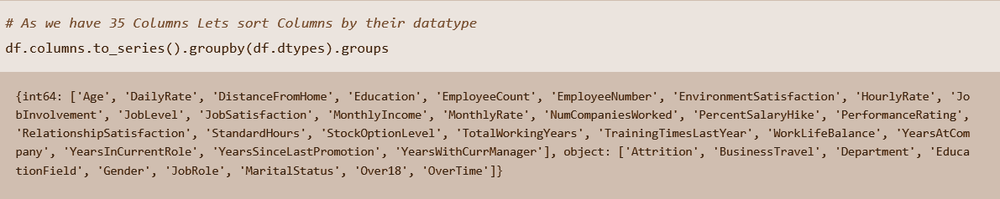 # As we have 35 Columns Lets sort Columns by their datatype
df.columns.to_series().groupby(df.dtypes).groups
{int64: ['Age', 'DailyRate', 'DistanceFromHome', 'Education', 'EmployeeCount', 'EmployeeNumber', 'EnvironmentSatisfaction', 'HourlyRate', 'Jo
bInvolvement', 'JobLevel', 'JobSatisfaction', 'MonthlyIncome', 'MonthlyRate', 'NumCompaniesWorked', 'PercentSalaryHike', 'PerformanceRating',
'RelationshipSatisfaction', 'StandardHours', 'StockOptionLevel', 'TotalWorkingYears', 'TrainingTimesLastYear', 'WorkLifeBalance', 'YearsAtCom
pany', 'YearsInCurrentRole', 'YearsSinceLastPromotion', 'YearsWithCurrManager'], object: ['Attrition', 'BusinessTravel', 'Department', 'Educa
tionField', 'Gender', 'JobRole', 'MaritalStatus', 'Over18', 'OverTime']}